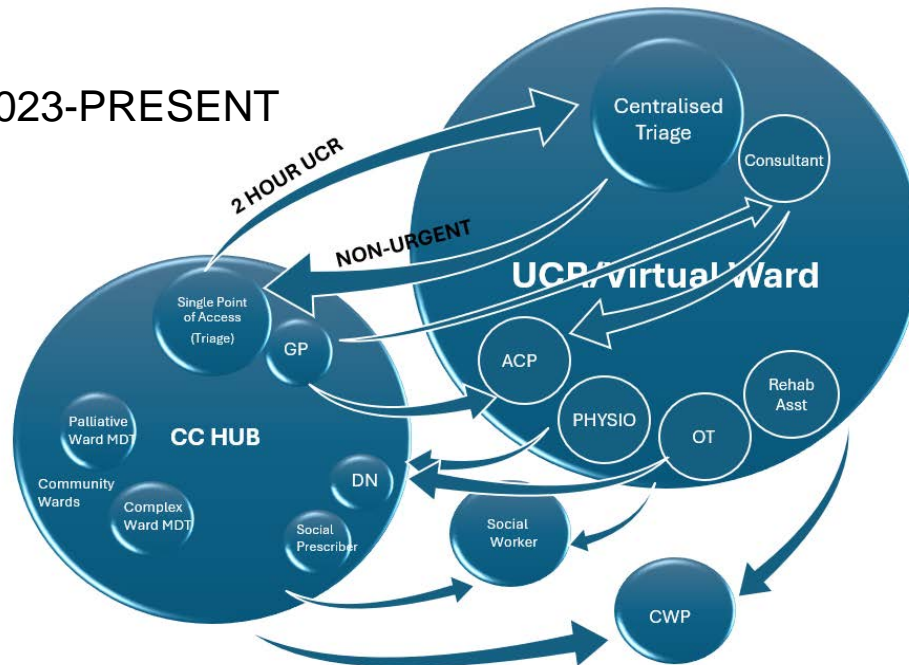 023-PRESENT
Centralised
Triage
Consultant
2 HOUR UCR
NON-URGENT
UCR/Virtual Ward
Single Point
of Access
(Triage)
GP
ACP
Rehab
Asst
PHYSIO
OT
Palliative
Ward MDT
CC HUB
Community
Wards
DN
Complex
Ward MDT
Social
Prescriber
Social
Worker
CWP